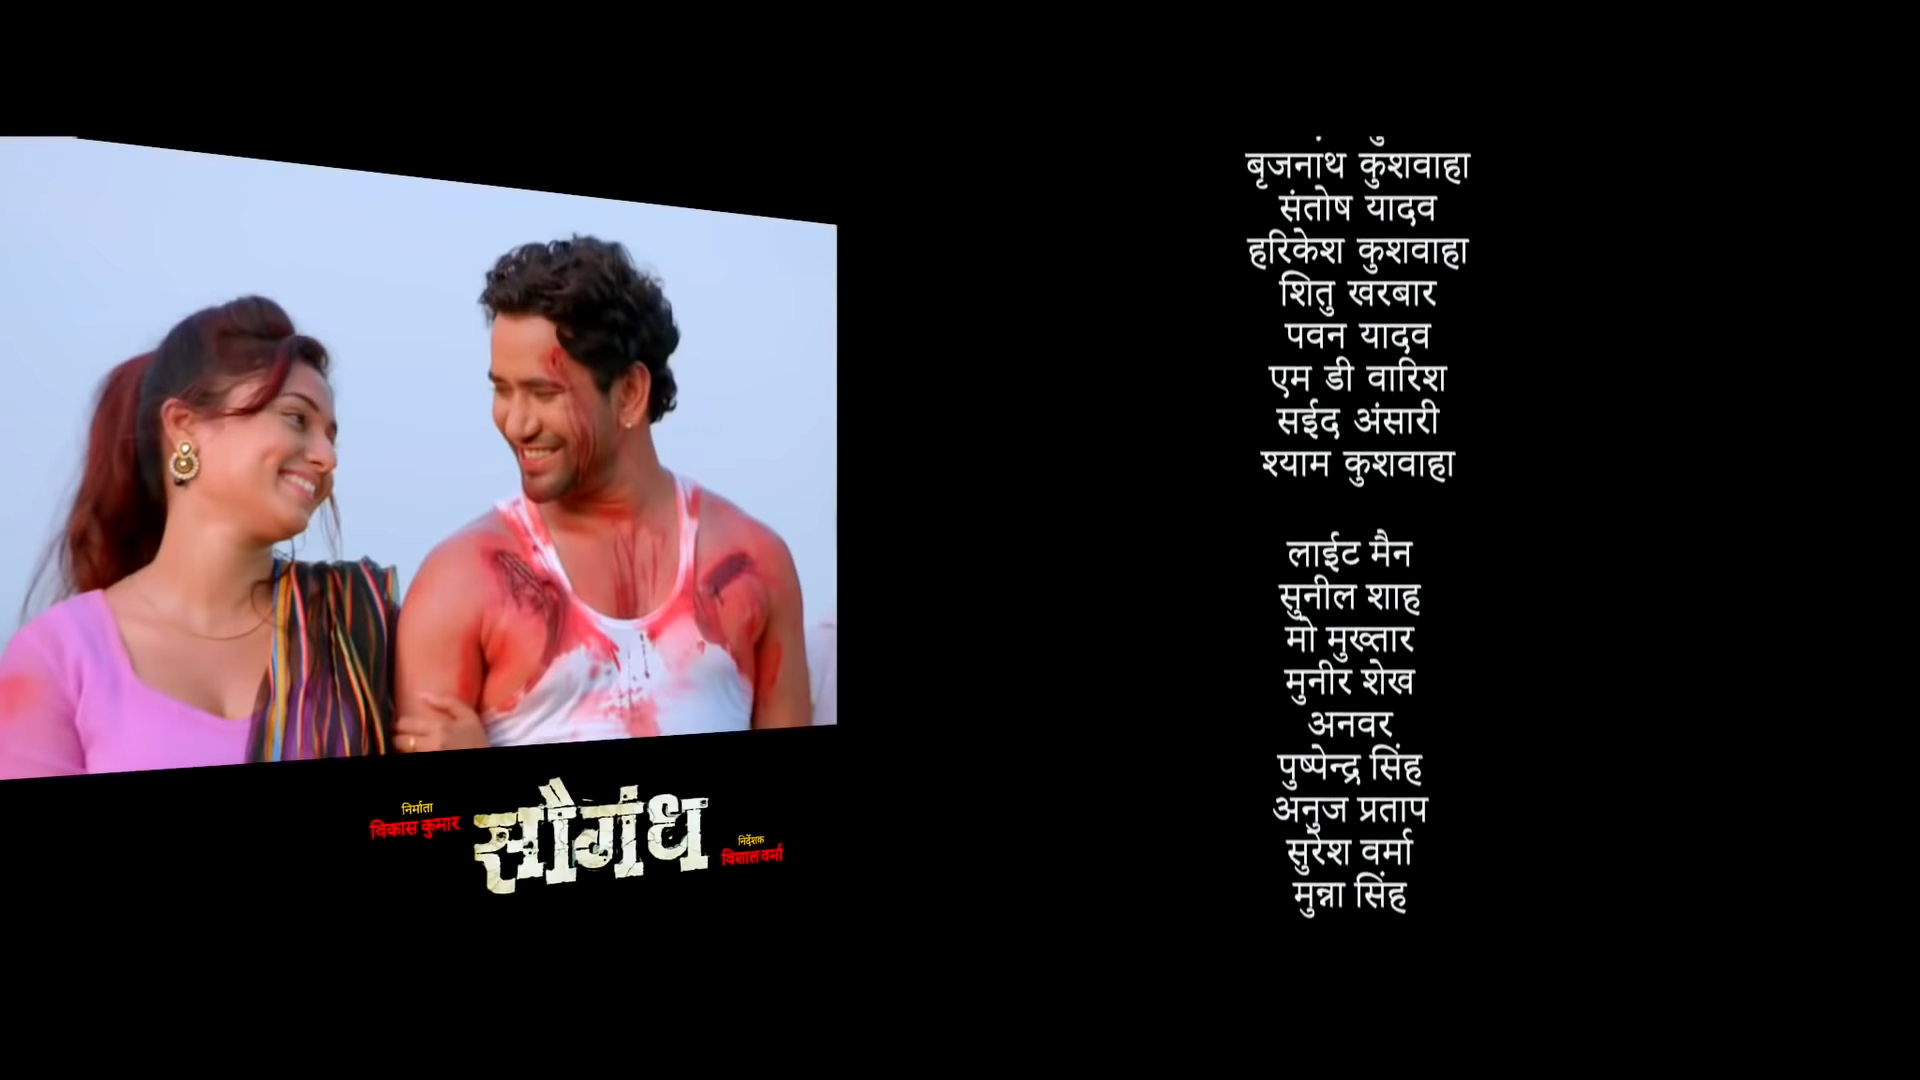 निर्माता
विकास कुमार
सौगंध
निर्देशक
विशाल वर्मा
बृजनाथ कुशवाहा
संतोष यादव
हरिकेश कुशवाहा
शितु खरबार
पवन यादव
एम डी वारिश
सईद अंसारी
श्याम कुशवाहा
लाईट मैन
सुनील शाह
मो मुख्तार
मुनीर शेख
अनवर
पुष्पेन्द्र सिंह
अनुज प्रताप
सुरेश वर्मा
मुन्ना सिंह